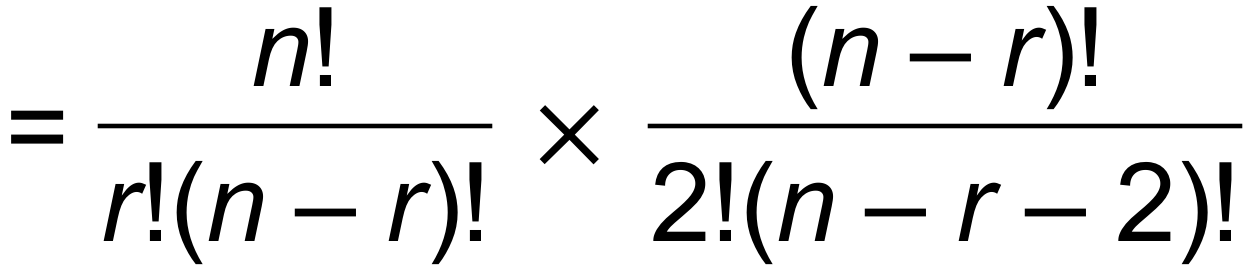 = n! / r!(n – r)! × (n – r)! / 2!(n – r – 2)!